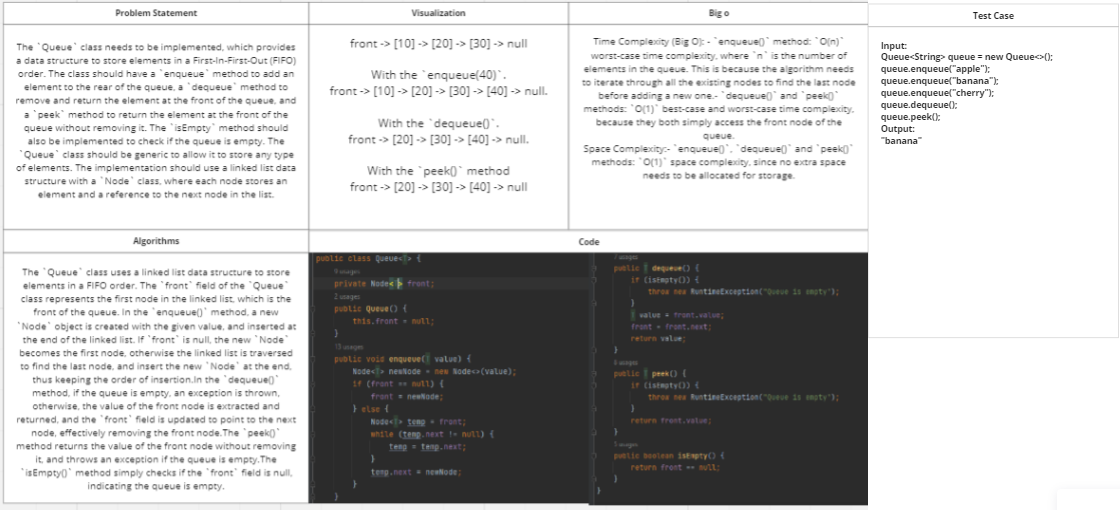 Problem Statement
The `Queue` class needs to be implemented, which provides
a data structure to store elements in a First-In-First-Out (FIFO)
order. The class should have a `enqueue` method to add an
element to the rear of the queue, a `dequeue` method to
remove and return the element at the front of the queue, and
a `peek` method to return the element at the front of the
queue without removing it. The `isEmpty` method should
also be implemented to check if the queue is empty. The
`Queue` class should be generic to allow it to store any type
of elements. The implementation should use a linked list data
structure with a `Node` class, where each node stores an
element and a reference to the next node in the list.
Visualization
front -> [10] -> [20] -> [30] -> null
With the `enqueue(40)`.
front -> [10] -> [20] -> [30] -> [40] -> null.
With the `dequeue()`.
front -> [20] -> [30] -> [40] -> null.
With the `peek()` method
front -> [20] -> [30] -> [40] -> null
Big o
Time Complexity (Big O): - `enqueue()` method: `O(n)`
worst-case time complexity, where `n` is the number of
elements in the queue. This is because the algorithm needs
to iterate through all the existing nodes to find the last node
before adding a new one.- `dequeue()` and `peek()`
methods: `O(1)` best-case and worst-case time complexity,
because they both simply access the front node of the
queue.
Space Complexity:- `enqueue()`, `dequeue()` and `peek()`
methods: `O(1)` space complexity, since no extra space
needs to be allocated for storage.
Test Case
Input:
Queue<String> queue = new Queue<>();
queue.enqueue("apple");
queue.enqueue("banana");
queue.enqueue("cherry");
queue.dequeue();
queue.peek();
Output:
"banana"
Algorithms
The `Queue` class uses a linked list data structure to store
elements in a FIFO order. The `front` field of the `Queue`
class represents the first node in the linked list, which is the
front of the queue. In the `enqueue()` method, a new
`Node` object is created with the given value, and inserted at
the end of the linked list. If `front` is null, the new `Node`
becomes the first node, otherwise the linked list is traversed
to find the last node, and insert the new `Node` at the end,
thus keeping the order of insertion.In the `dequeue()`
method, if the queue is empty, an exception is thrown,
otherwise, the value of the front node is extracted and
returned, and the `front` field is updated to point to the next
node, effectively removing the front node.The `peek()`
method returns the value of the front node without removing
it, and throws an exception if the queue is empty.The
`isEmpty()` method simply checks if the `front` field is null,
indicating the queue is empty.
Code
public class Queue< > {
usages
private Node< > front;
2 usages
public Queue() {
this.front = null;
}
usages
public void enqueue( value) {
Node< > newNode = new Node<>(value);
if (front == null) {
front = newNode;
} else {
Node< > temp = front;
while (temp.next != null) {
temp = temp.next;
}
temp.next = newNode;
}
}
usages
public dequeue() {
if (isEmpty()) {
throw new RuntimeException("Queue is empty");
}
value = front.value;
front = front.next;
return value;
}
usages
public peek() {
if (isEmpty()) {
throw new RuntimeException("Queue is empty");
}
return front.value;
}
usages
public boolean isEmpty() {
return front == null;
}
}